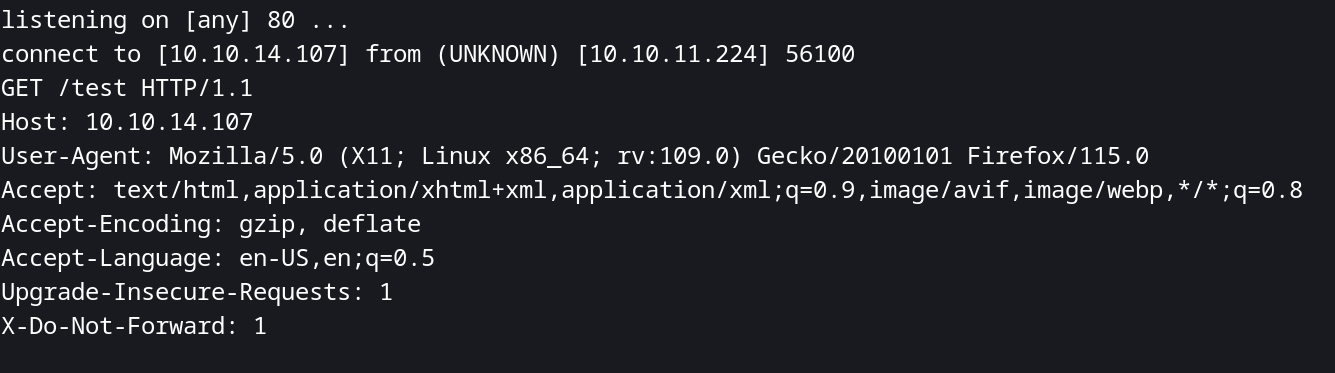 listening on [any] 80 ...
connect to [10.10.14.107] from (UNKNOWN) [10.10.11.224] 56100
GET /test HTTP/1.1
Host: 10.10.14.107
User-Agent: Mozilla/5.0 (X11; Linux x86_64; rv:109.0) Gecko/20100101 Firefox/115.0
Accept: text/html,application/xhtml+xml,application/xml;q=0.9,image/avif,image/webp,*/*;q=0.8
Accept-Encoding: gzip, deflate
Accept-Language: en-US,en;q=0.5
Upgrade-Insecure-Requests: 1
X-Do-Not-Forward: 1